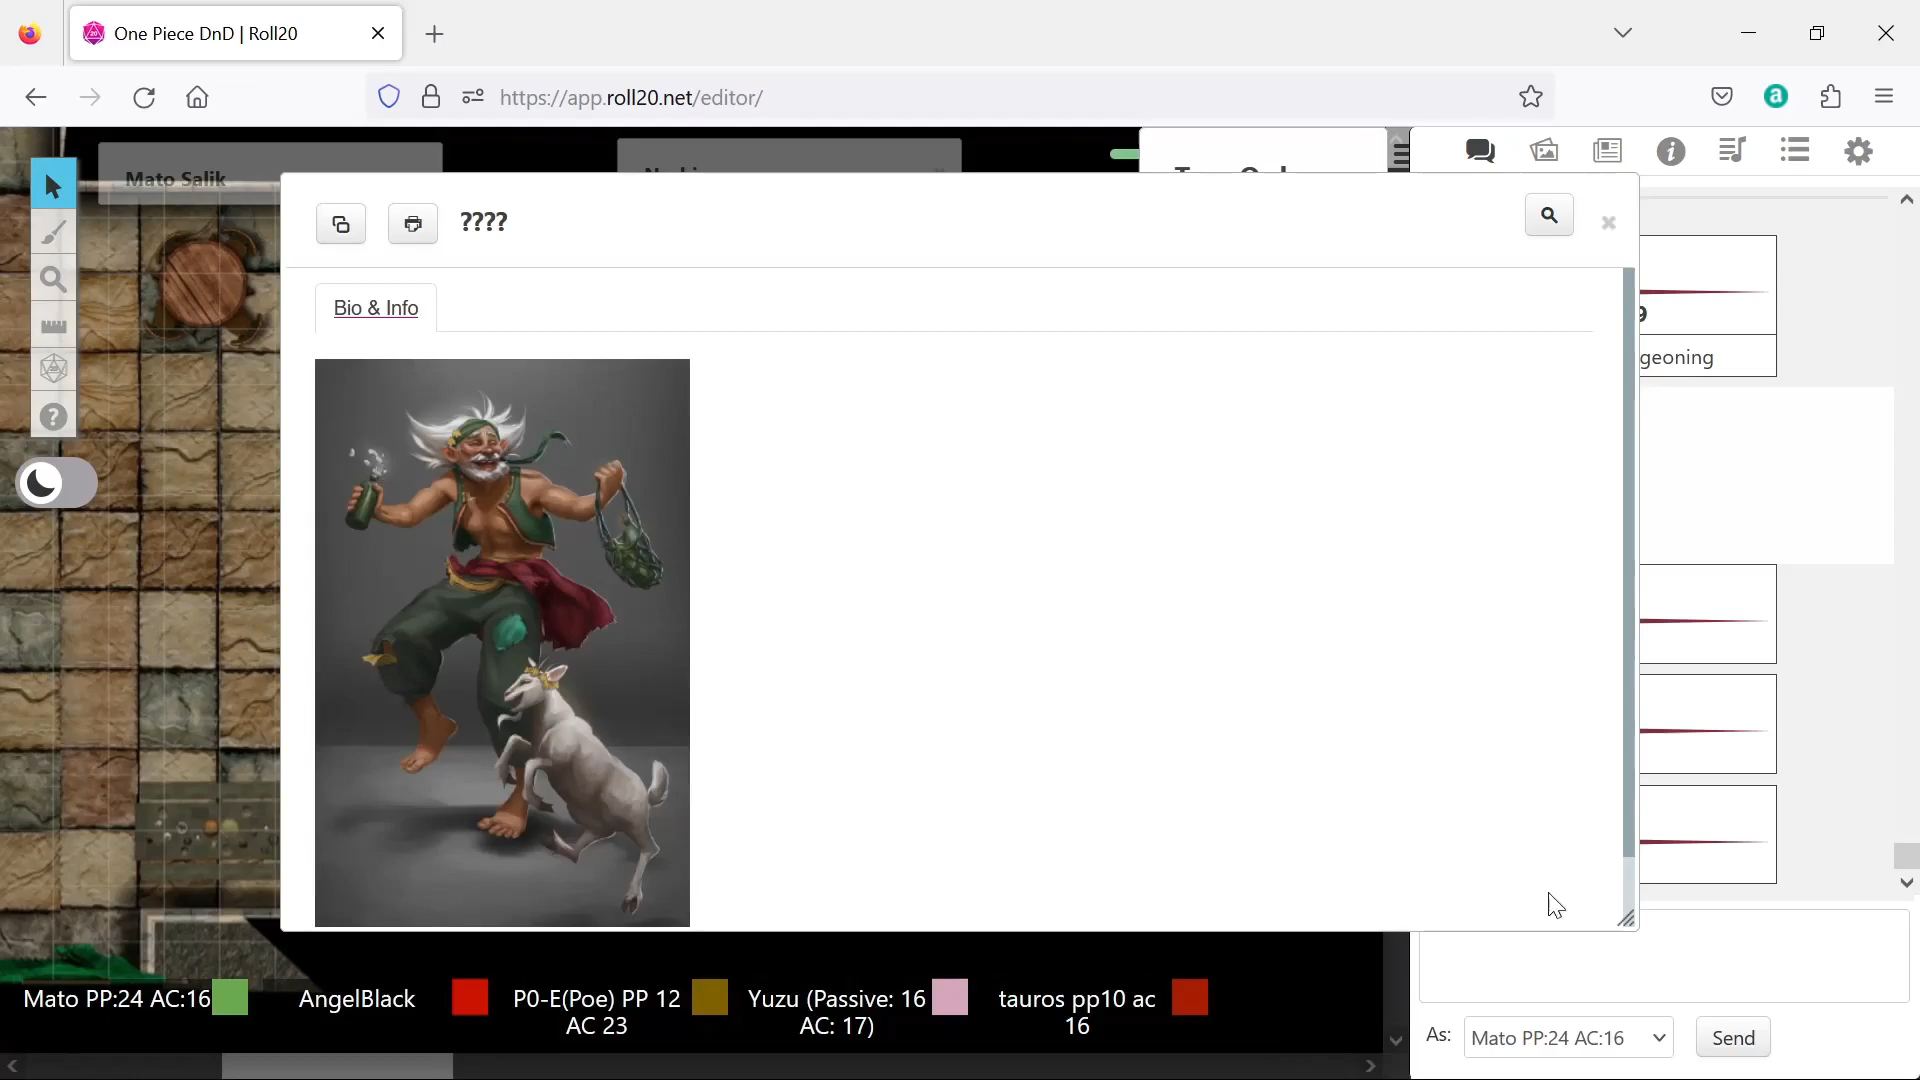 One Piece DnD | Roll20
https://app.roll20.net/editor/
Mato Salik
????
Bio & Info
9
geoning
Mato PP:24 AC:16
AngelBlack
P0-E(Poe) PP 12
AC 23
Yuzu (Passive: 16
AC: 17)
tauros pp10 ac
16
As:
Mato PP:24 AC:16
Send